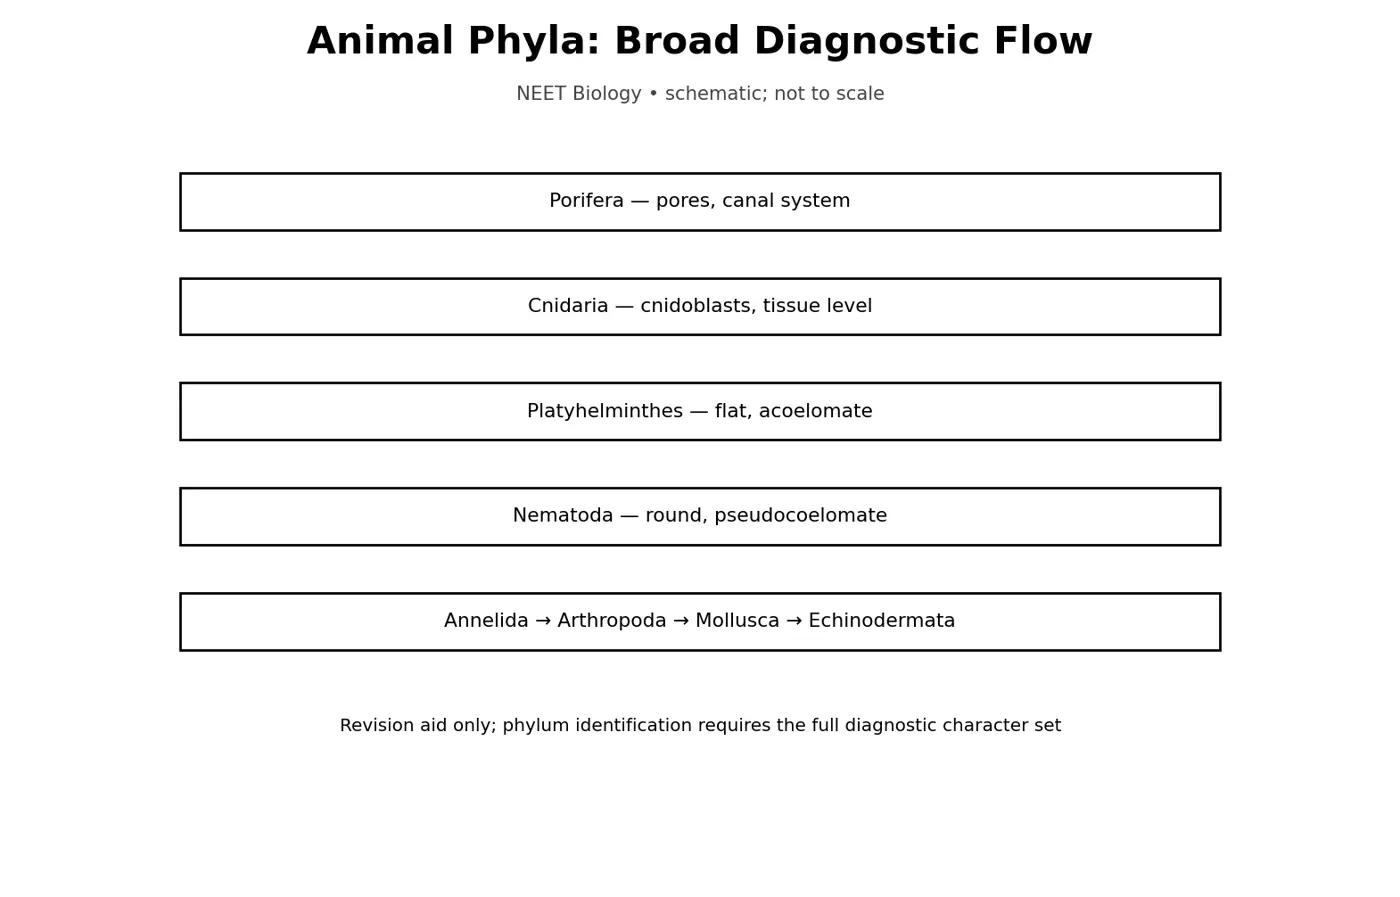 Animal Phyla: Broad Diagnostic Flow
NEET Biology • schematic; not to scale
Porifera — pores, canal system
Cnidaria — cnidoblasts, tissue level
Platyhelminthes — flat, acoelomate
Nematoda — round, pseudocoelomate
Annelida → Arthropoda → Mollusca → Echinodermata
Revision aid only; phylum identification requires the full diagnostic character set